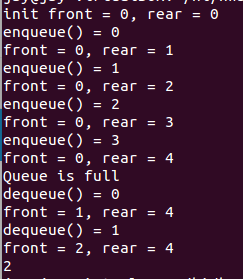 init front = 0, rear = 0
enqueue() = 0
front = 0, rear = 1
enqueue() = 1
front = 0, rear = 2
enqueue() = 2
front = 0, rear = 3
enqueue() = 3
front = 0, rear = 4
Queue is full
dequeue() = 0
front = 1, rear = 4
dequeue() = 1
front = 2, rear = 4
2